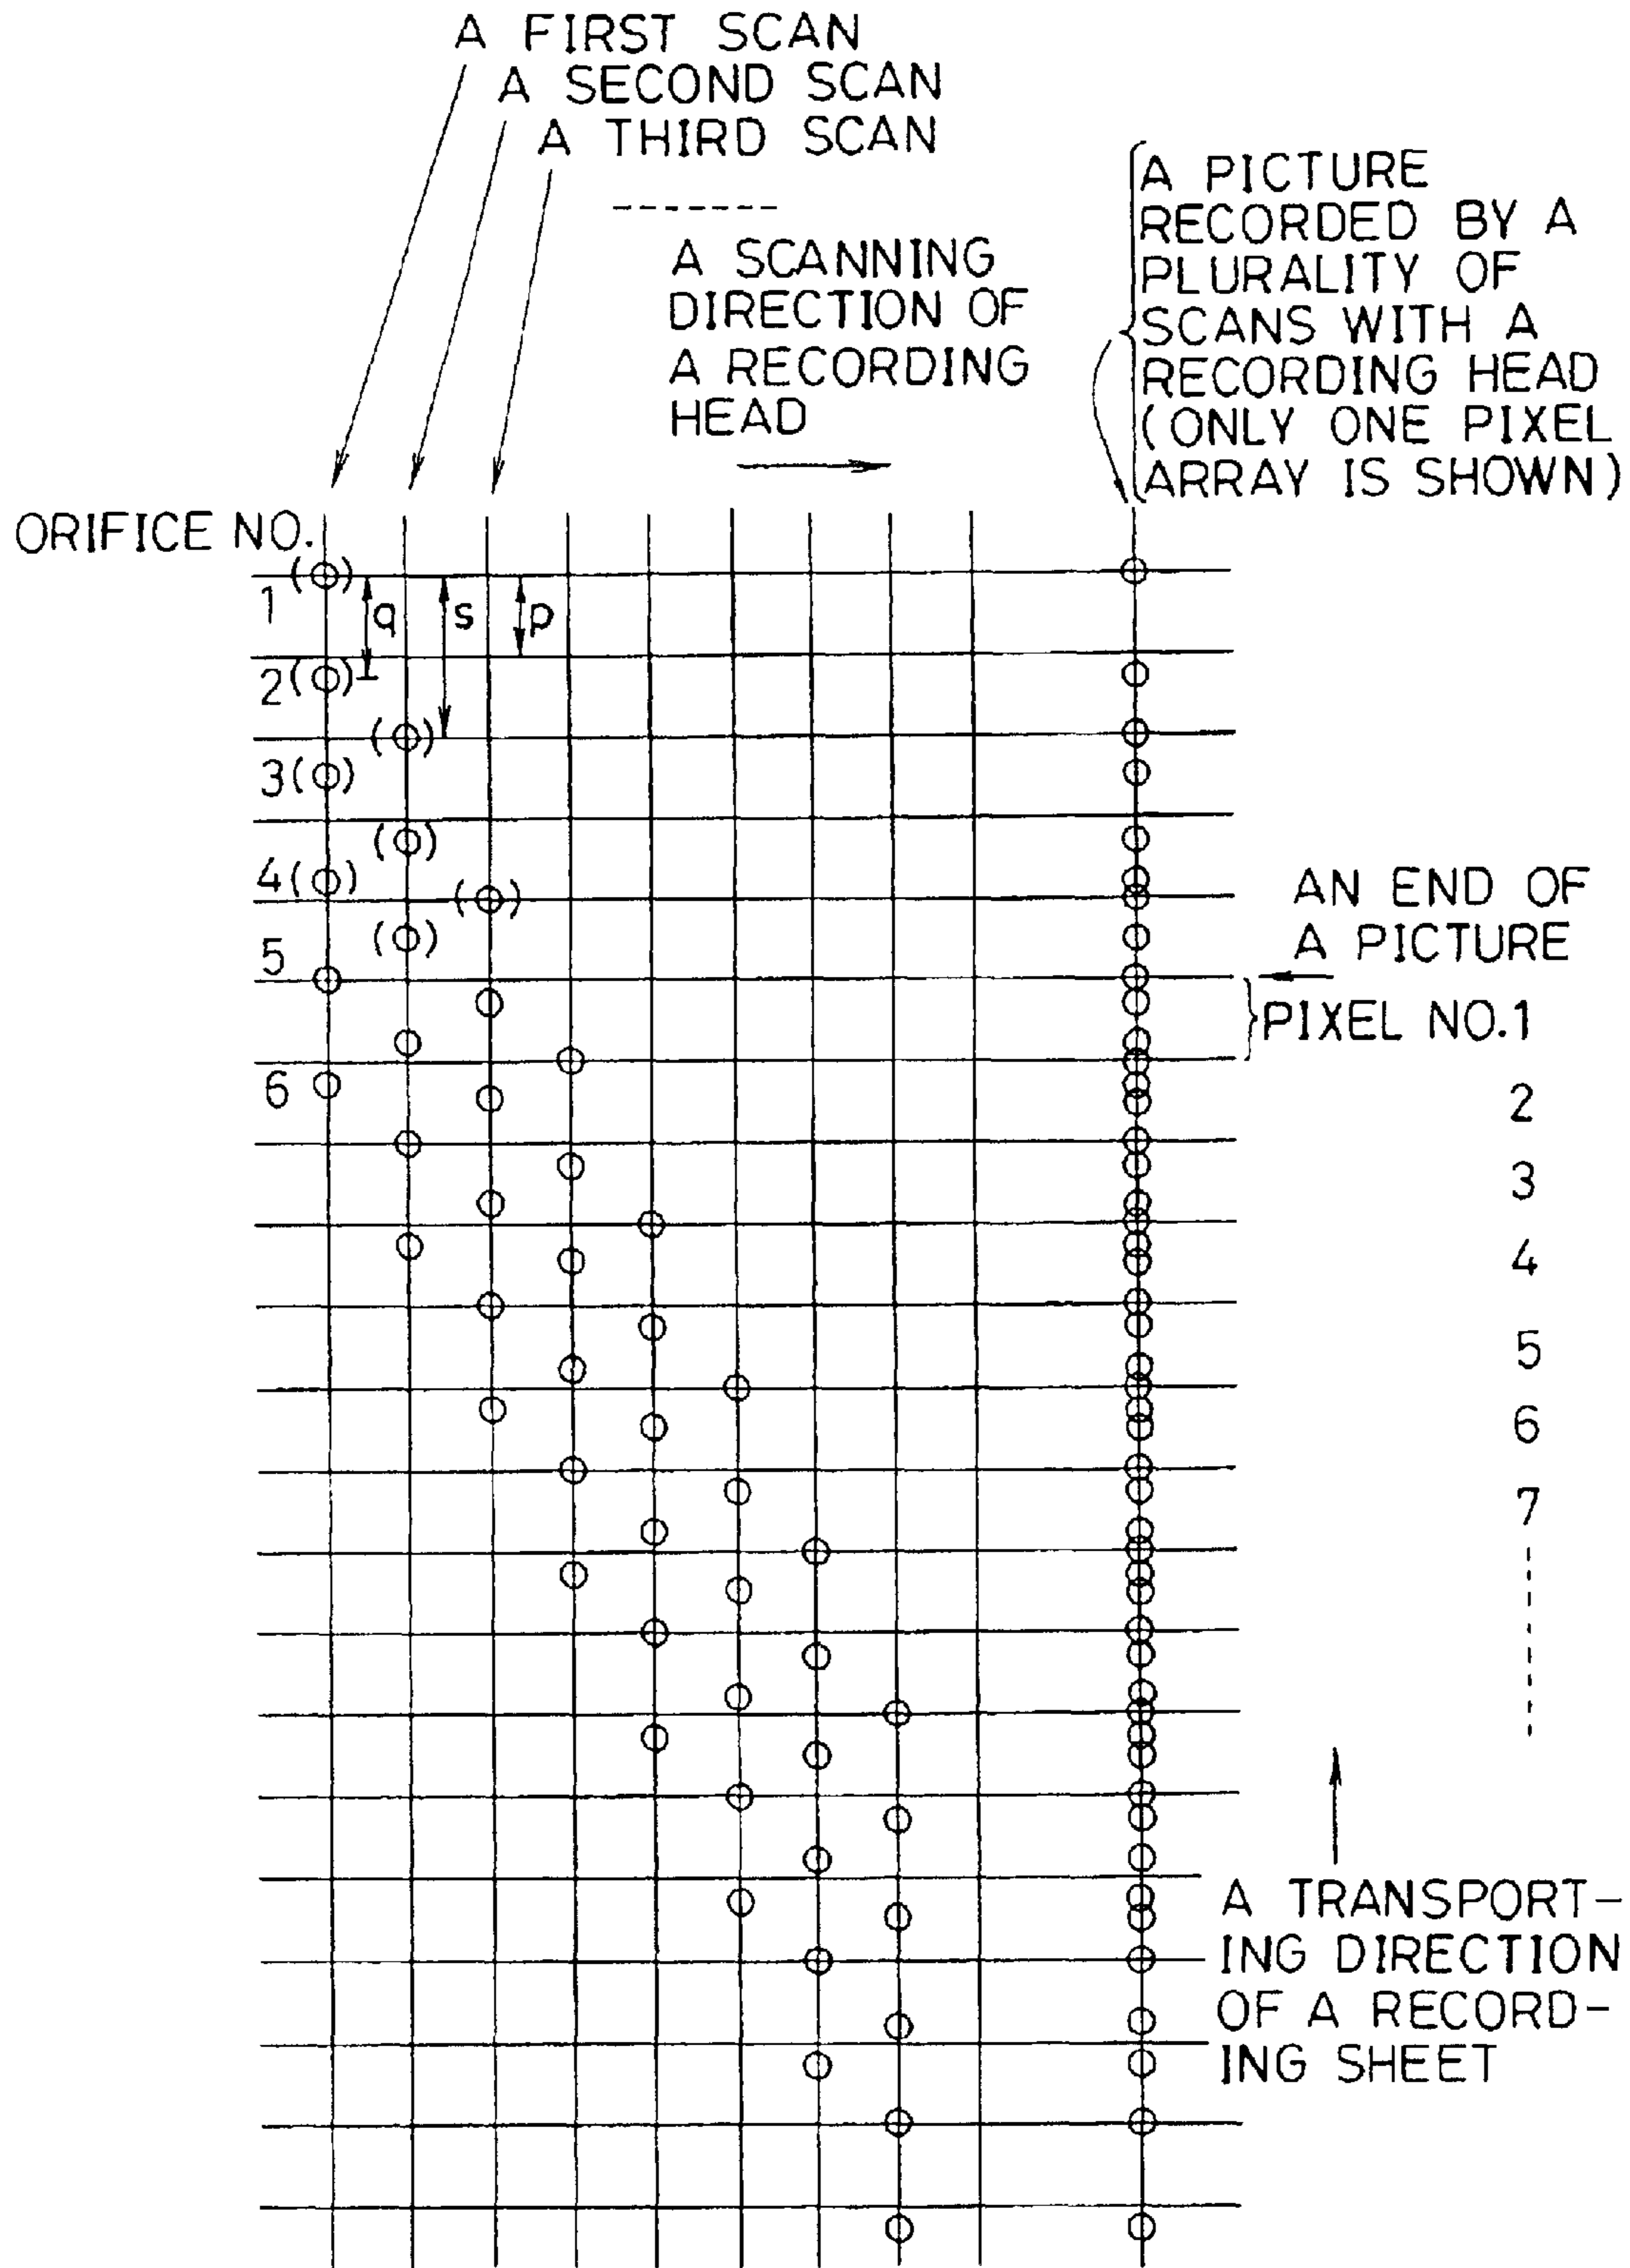 A FIRST SCAN
A SECOND SCAN
A THIRD SCAN
-------
A SCANNING
DIRECTION OF
A RECORDING
HEAD
A PICTURE
RECORDED BY A
PLURALITY OF
SCANS WITH A
RECORDING HEAD
(ONLY ONE PIXEL
ARRAY IS SHOWN)
ORIFICE NO.
1
q
s
p
2
3
4
5
6
AN END OF
A PICTURE
PIXEL NO.1
2
3
4
5
6
7
A TRANSPORT-
ING DIRECTION
OF A RECORD-
ING SHEET